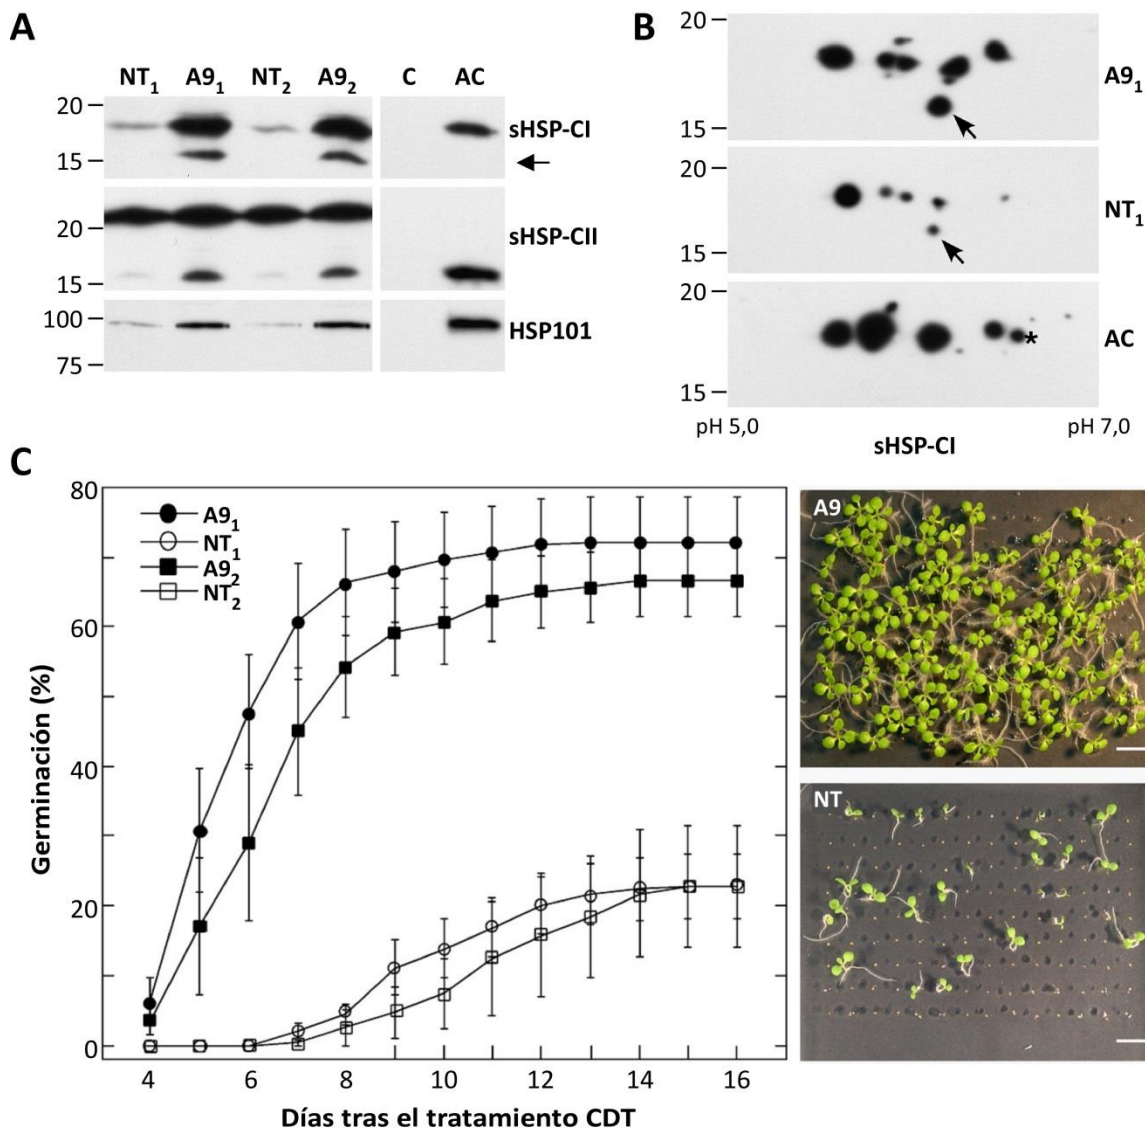 A
NT1 A91 NT2 A92 C AC
20
15
sHSP-CI
20
15
sHSP-CII
100
75
HSP101
B
20
15
A91
20
15
NT1
20
15
AC
*
pH 5,0 pH 7,0
sHSP-CI
C
Germinación (%)
80
60
40
20
0
A91
NT1
A92
NT2
4 6 8 10 12 14 16
Días tras el tratamiento CDT
A9
NT